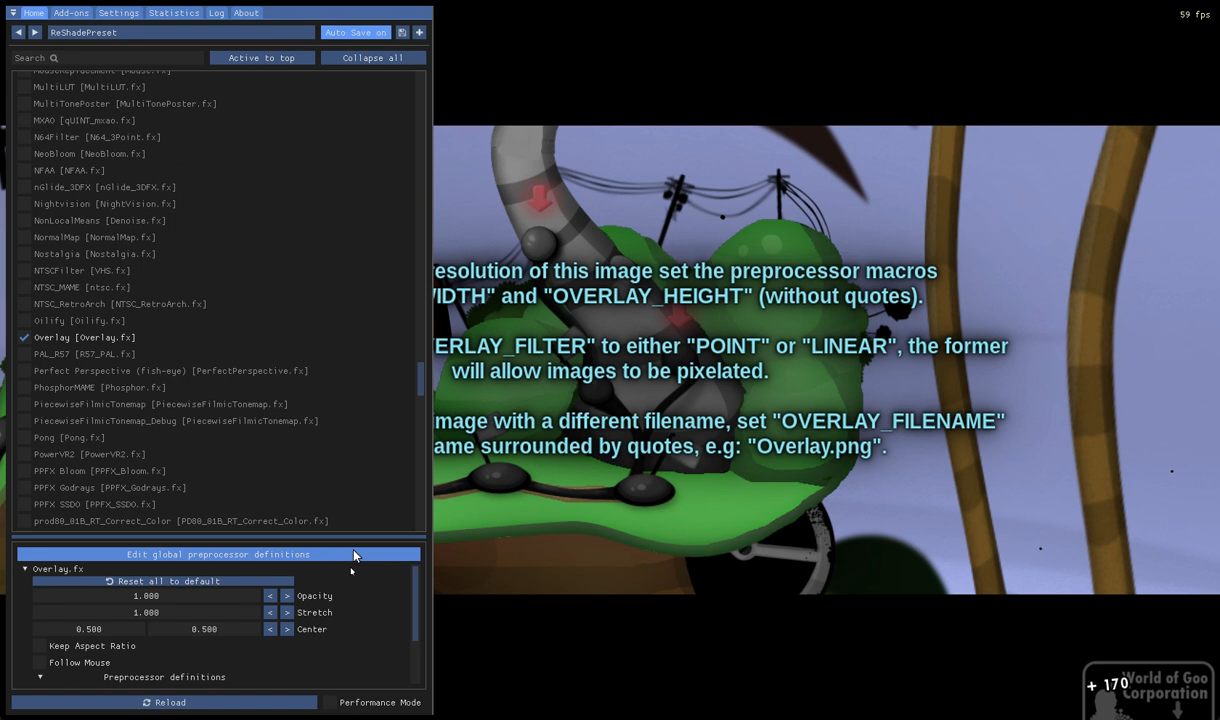 Home Add-ons Settings Statistics Log About
59 fps
ReShadePreset Auto Save on
Search Active to top Collapse all
MultiLUT [MultiLUT.fx]
MultiTonePoster [MultiTonePoster.fx]
MXAO [qUINT_mxao.fx]
N64Filter [N64_3Point.fx]
NeoBloom [NeoBloom.fx]
NFAA [NFAA.fx]
nGlide_3DFX [nGlide_3DFX.fx]
Nightvision [NightVision.fx]
NonLocalMeans [Denoise.fx]
NormalMap [NormalMap.fx]
Nostalgia [Nostalgia.fx]
NTSCFilter [VHS.fx]
NTSC_MAME [ntsc.fx]
NTSC_RetroArch [NTSC_RetroArch.fx]
Oilify [Oilify.fx]
Overlay [Overlay.fx]
PAL_R57 [R57_PAL.fx]
Perfect Perspective (fish-eye) [PerfectPerspective.fx]
PhosphorMAME [Phosphor.fx]
PiecewiseFilmicTonemap [PiecewiseFilmicTonemap.fx]
PiecewiseFilmicTonemap_Debug [PiecewiseFilmicTonemap.fx]
Pong [Pong.fx]
PowerVR2 [PowerVR2.fx]
PPFX Bloom [PPFX_Bloom.fx]
PPFX Godrays [PPFX_Godrays.fx]
PPFX SSDO [PPFX_SSDO.fx]
prod80_01B_RT_Correct_Color [PD80_01B_RT_Correct_Color.fx]
Edit global preprocessor definitions
Overlay.fx
Reset all to default
1.000 < > Opacity
1.000 < > Stretch
0.500 0.500 < > Center
Keep Aspect Ratio
Follow Mouse
Preprocessor definitions
Reload Performance Mode
esolution of this image set the preprocessor macros
IDTH" and "OVERLAY_HEIGHT" (without quotes).
ERLAY_FILTER" to either "POINT" or "LINEAR", the former
will allow images to be pixelated.
mage with a different filename, set "OVERLAY_FILENAME"
ame surrounded by quotes, e.g: "Overlay.png".
+ 170 World of Goo
Corporation